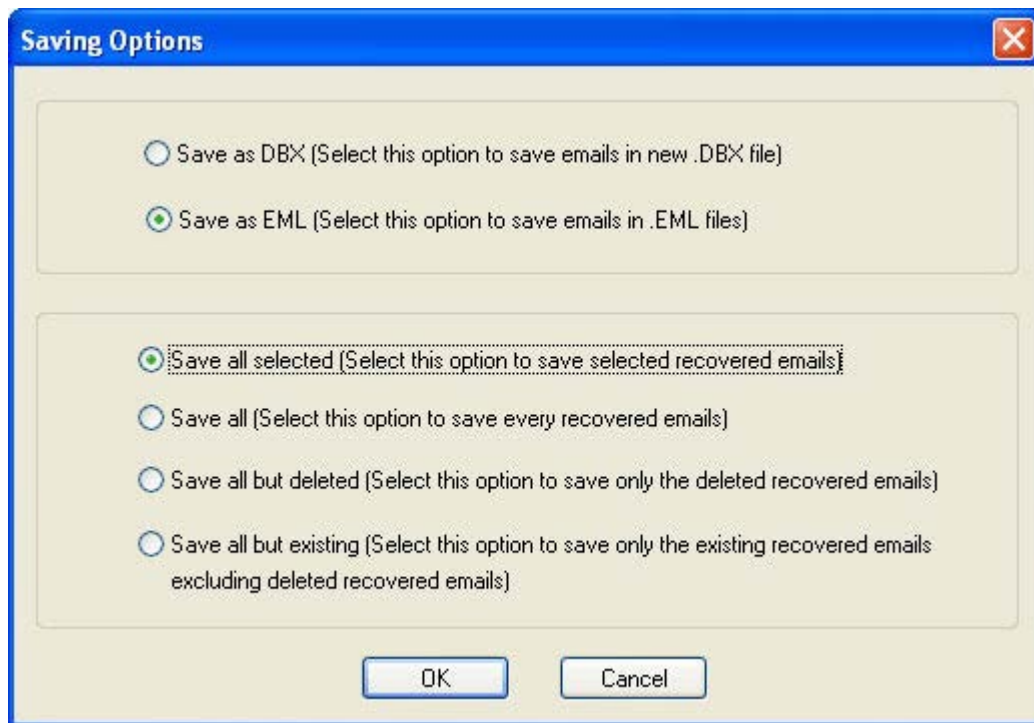 Saving Options
Save as DBX (Select this option to save emails in new .DBX file)
Save as EML (Select this option to save emails in .EML files)
Save all selected (Select this option to save selected recovered emails)
Save all (Select this option to save every recovered emails)
Save all but deleted (Select this option to save only the deleted recovered emails)
Save all but existing (Select this option to save only the existing recovered emails
excluding deleted recovered emails)
OK
Cancel